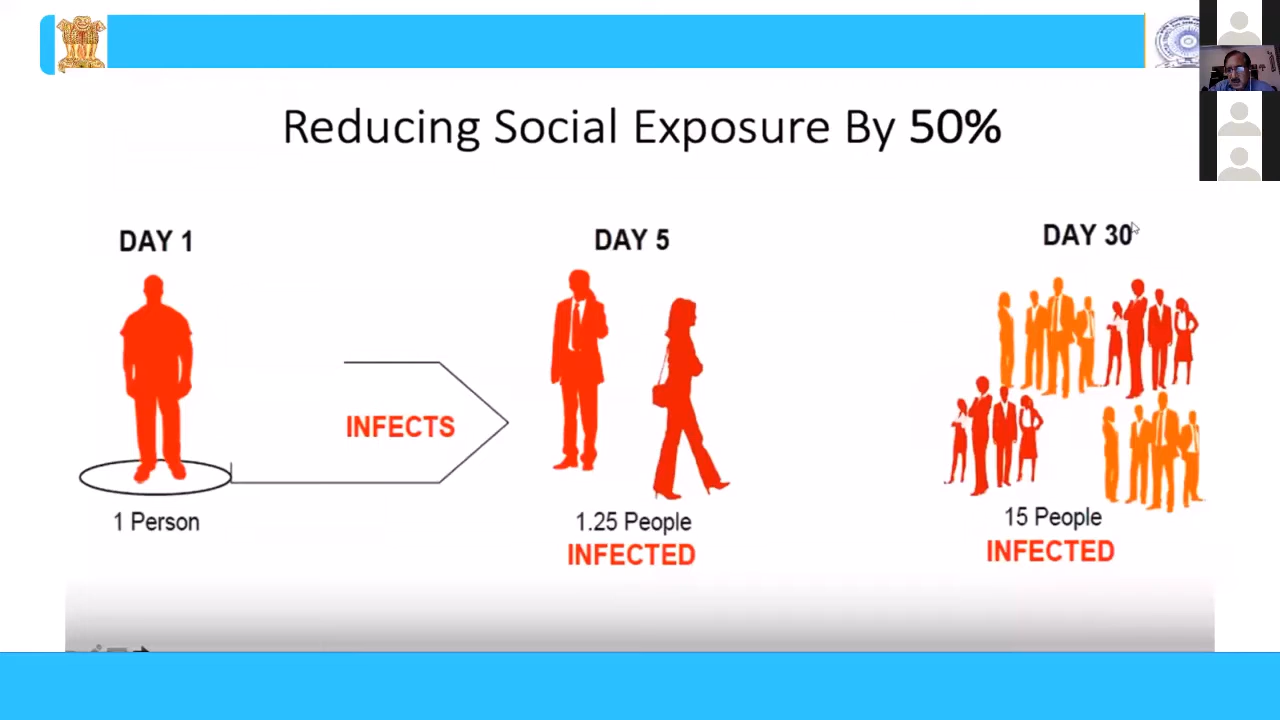 Reducing Social Exposure By 50%
DAY 1
DAY 5
DAY 30
INFECTS
1 Person
1.25 People
INFECTED
15 People
INFECTED